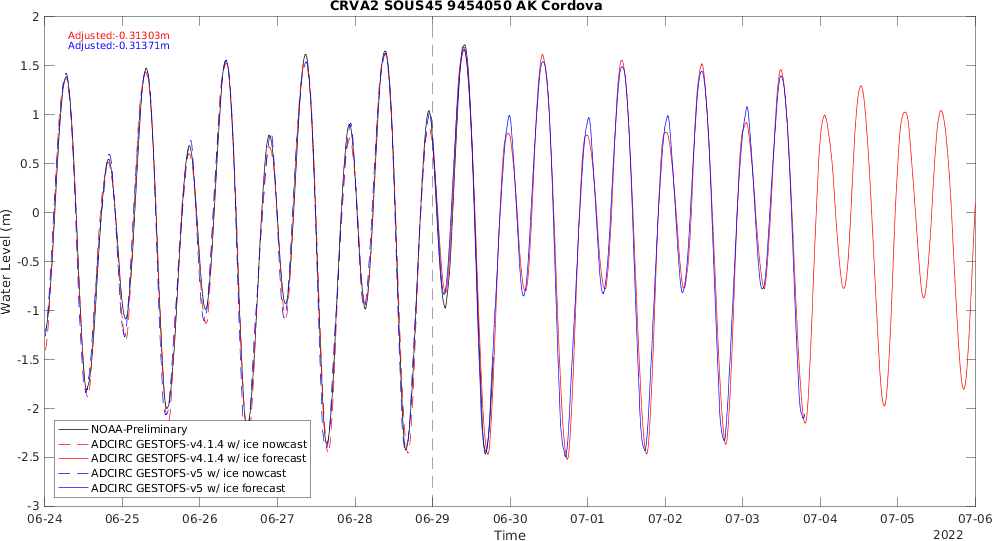 CRVA2 SOUS45 9454050 AK Cordova
Adjusted:-0.31303m
Adjusted:-0.31371m
Water Level (m)
2
1.5
1
0.5
0
-0.5
-1
-1.5
-2
-2.5
-3
NOAA-Preliminary
ADCIRC GESTOFS-v4.1.4 w/ ice nowcast
ADCIRC GESTOFS-v4.1.4 w/ ice forecast
ADCIRC GESTOFS-v5 w/ ice nowcast
ADCIRC GESTOFS-v5 w/ ice forecast
06-24 06-25 06-26 06-27 06-28 06-29 06-30 07-01 07-02 07-03 07-04 07-05 07-06
Time
2022